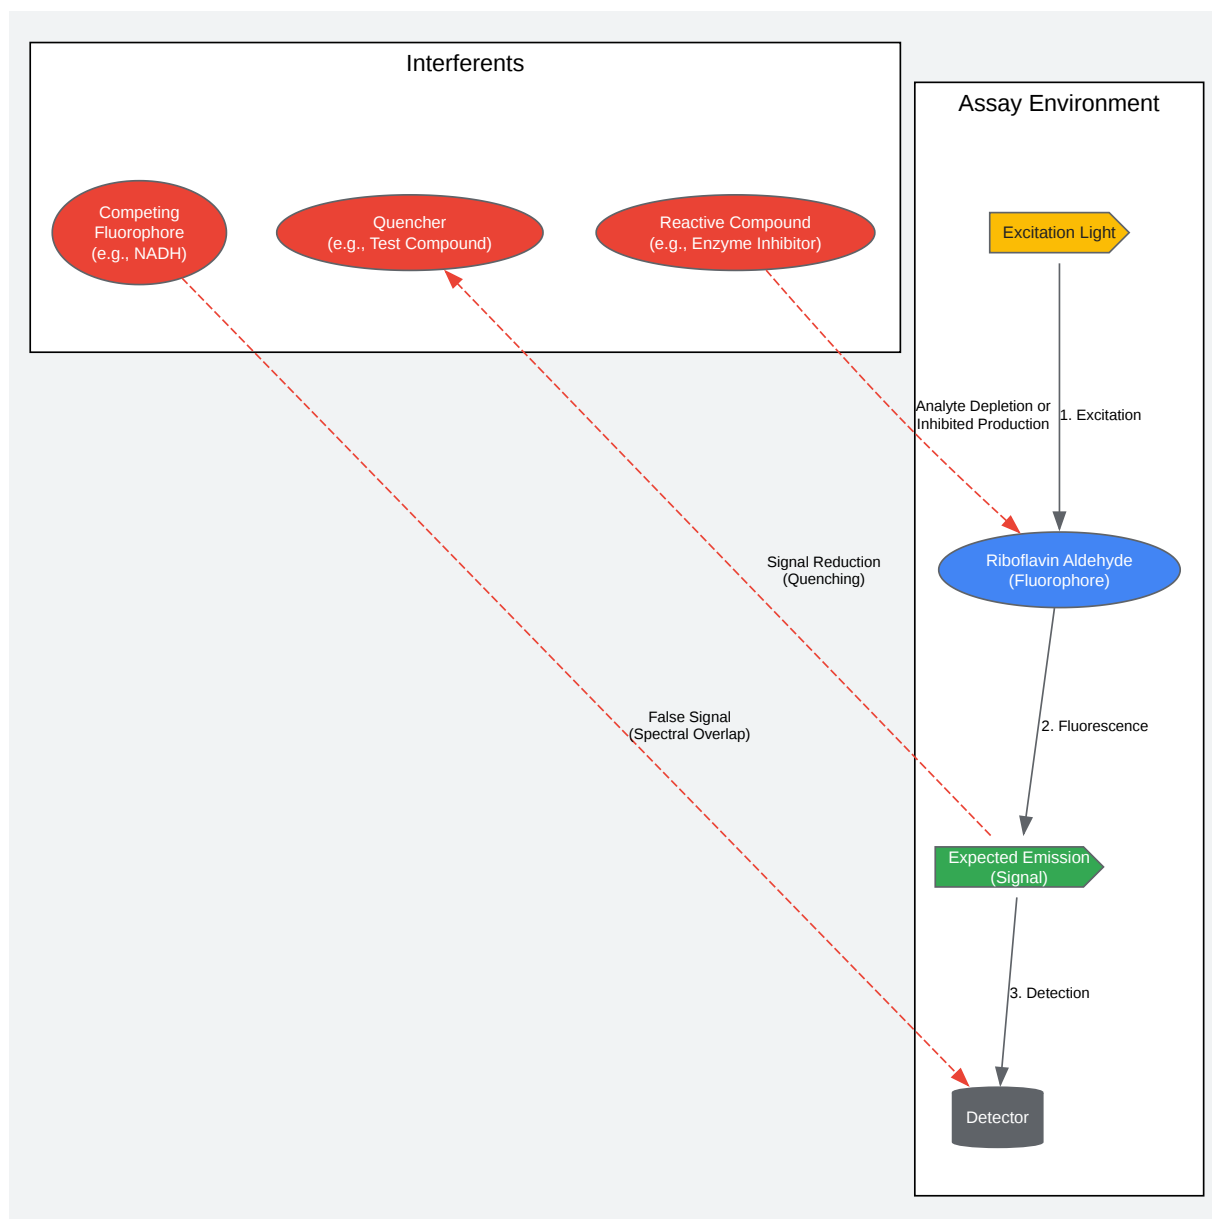 Interferents
Assay Environment
Competing
Fluorophore
(e.g., NADH)
Quencher
(e.g., Test Compound)
Reactive Compound
(e.g., Enzyme Inhibitor)
Excitation Light
Analyte Depletion or
Inhibited Production
1. Excitation
Signal Reduction
(Quenching)
Riboflavin Aldehyde
(Fluorophore)
False Signal
(Spectral Overlap)
2. Fluorescence
Expected Emission
(Signal)
3. Detection
Detector